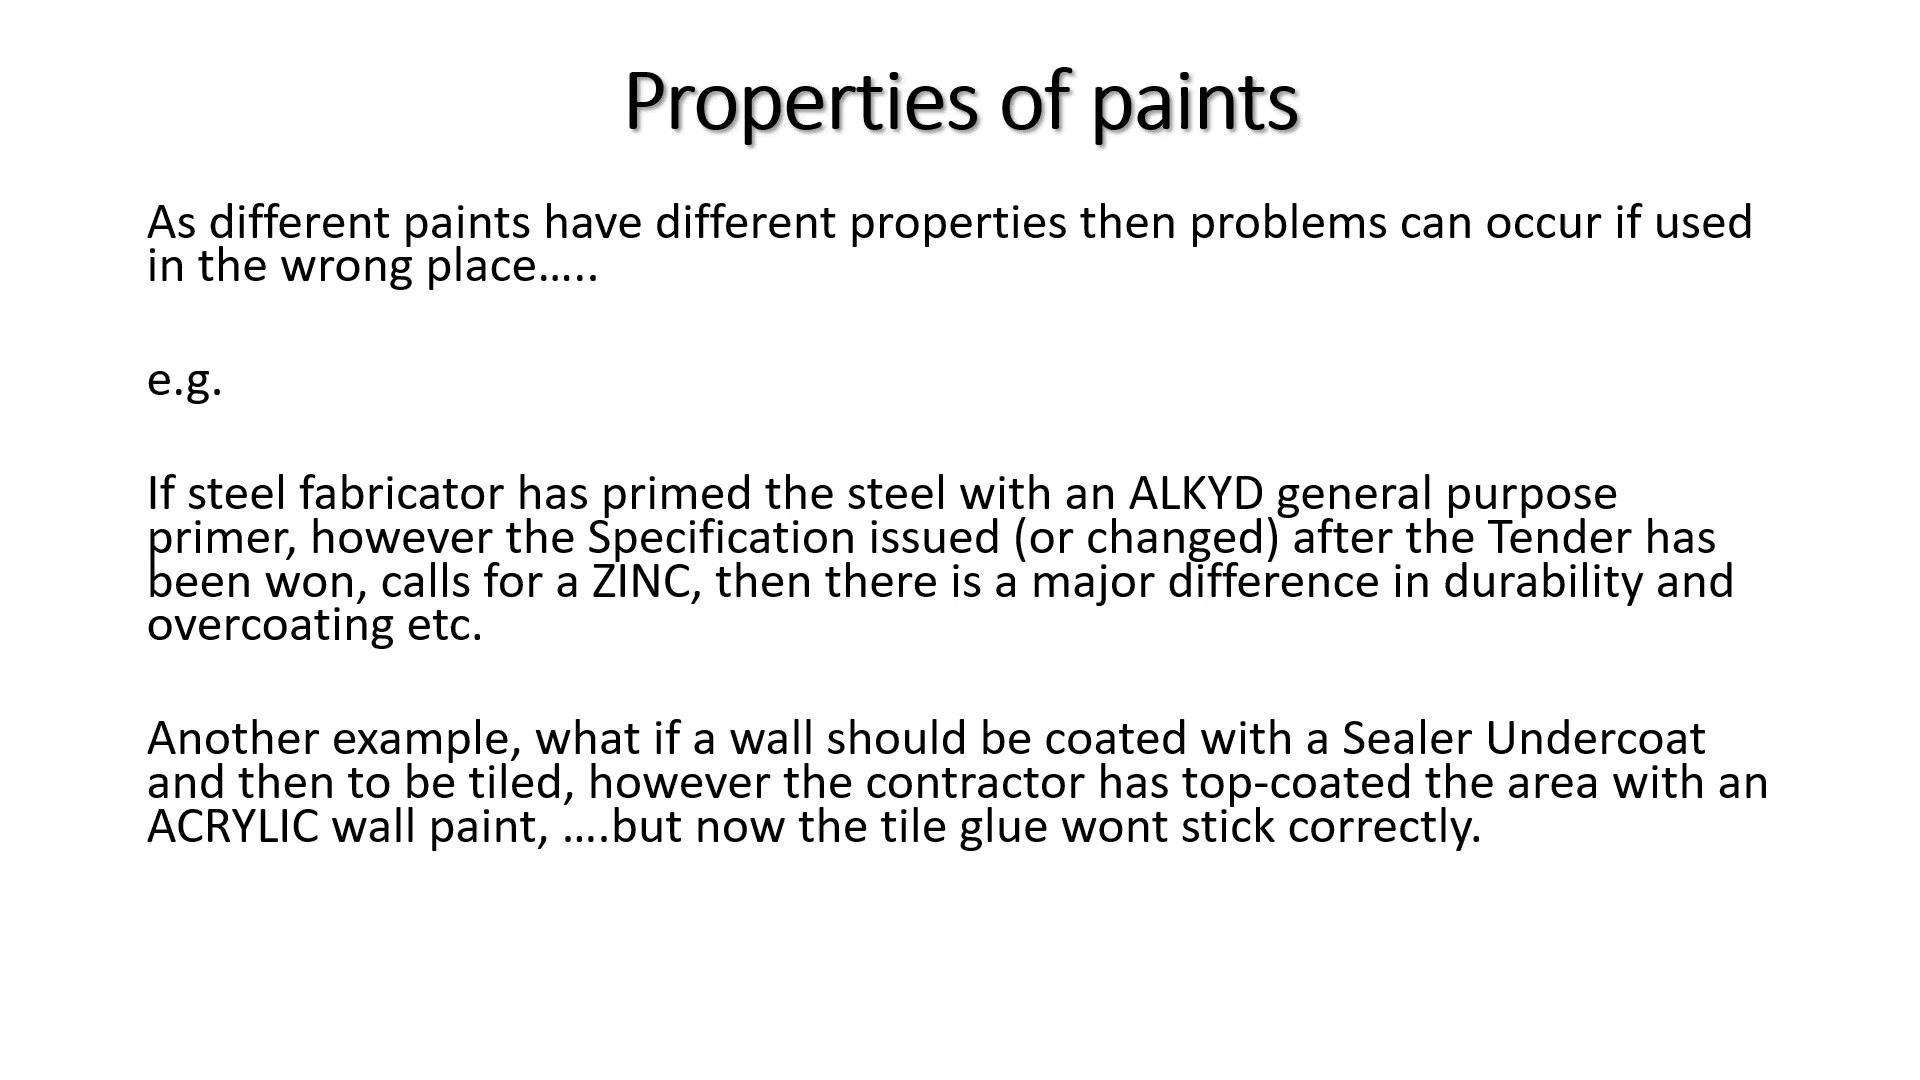 Properties of paints
As different paints have different properties then problems can occur if used
in the wrong place…..
e.g.
If steel fabricator has primed the steel with an ALKYD general purpose
primer, however the Specification issued (or changed) after the Tender has
been won, calls for a ZINC, then there is a major difference in durability and
overcoating etc.
Another example, what if a wall should be coated with a Sealer Undercoat
and then to be tiled, however the contractor has top-coated the area with an
ACRYLIC wall paint, ….but now the tile glue wont stick correctly.